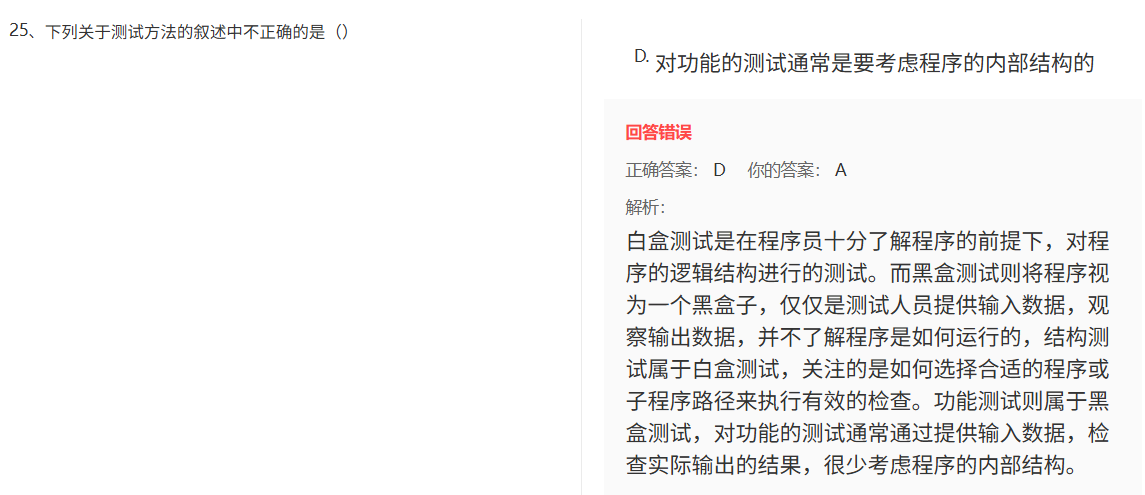 25、下列关于测试方法的叙述中不正确的是（）
D. 对功能的测试通常是要考虑程序的内部结构的
回答错误
正确答案： D 你的答案： A
解析：
白盒测试是在程序员十分了解程序的前提下，对程
序的逻辑结构进行的测试。而黑盒测试则将程序视
为一个黑盒子，仅仅是测试人员提供输入数据，观
察输出数据，并不了解程序是如何运行的，结构测
试属于白盒测试，关注的是如何选择合适的程序或
子程序路径来执行有效的检查。功能测试则属于黑
盒测试，对功能的测试通常通过提供输入数据，检
查实际输出的结果，很少考虑程序的内部结构。